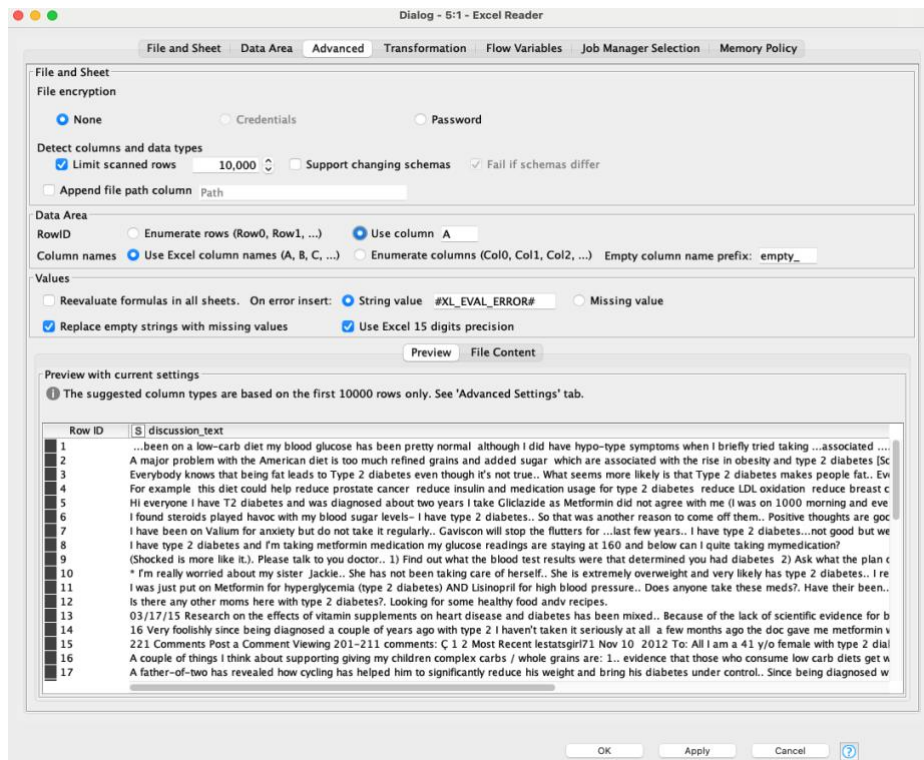 Dialog - 5:1 - Excel Reader
File and Sheet Data Area Advanced Transformation Flow Variables Job Manager Selection Memory Policy
File and Sheet
File encryption
None Credentials Password
Detect columns and data types
Limit scanned rows 10,000 Support changing schemas Fail if schemas differ
Append file path column Path
Data Area
RowID Enumerate rows (Row0, Row1, ...) Use column A
Column names Use Excel column names (A, B, C, ...) Enumerate columns (Col0, Col1, Col2, ...) Empty column name prefix: empty_
Values
Reevaluate formulas in all sheets. On error insert: String value #XL_EVAL_ERROR# Missing value
Replace empty strings with missing values Use Excel 15 digits precision
Preview File Content
Preview with current settings
The suggested column types are based on the first 10000 rows only. See 'Advanced Settings' tab.
Row ID S discussion_text
1 ...been on a low-carb diet my blood glucose has been pretty normal although I did have hypo-type symptoms when I briefly tried taking ...associated ....
2 A major problem with the American diet is too much refined grains and added sugar which are associated with the rise in obesity and type 2 diabetes [Sc
3 Everybody knows that being fat leads to Type 2 diabetes even though it's not true.. What seems more likely is that Type 2 diabetes makes people fat.. Eve
4 For example this diet could help reduce prostate cancer reduce insulin and medication usage for type 2 diabetes reduce LDL oxidation reduce breast c
5 Hi everyone I have T2 diabetes and was diagnosed about two years I take Gliclazide as Metformin did not agree with me (I was on 1000 morning and eve
6 I found steroids played havoc with my blood sugar levels- I have type 2 diabetes.. So that was another reason to come off them.. Positive thoughts are goc
7 I have been on Valium for anxiety but do not take it regularly.. Gaviscon will stop the flutters for ...last few years.. I have type 2 diabetes...not good but we
8 I have type 2 diabetes and I'm taking metformin medication my glucose readings are staying at 160 and below can I quite taking mymedication?
9 (Shocked is more like it.). Please talk to you doctor.. 1) Find out what the blood test results were that determined you had diabetes 2) Ask what the plan c
10 * I'm really worried about my sister Jackie.. She has not been taking care of herself.. She is extremely overweight and very likely has type 2 diabetes.. I re
11 I was just put on Metformin for hyperglycemia (type 2 diabetes) AND Lisinopril for high blood pressure.. Does anyone take these meds?. Have their been..
12 Is there any other moms here with type 2 diabetes?. Looking for some healthy food andv recipes.
13 03/17/15 Research on the effects of vitamin supplements on heart disease and diabetes has been mixed.. Because of the lack of scientific evidence for b
14 16 Very foolishly since being diagnosed a couple of years ago with type 2 I haven't taken it seriously at all a few months ago the doc gave me metformin v
15 221 Comments Post a Comment Viewing 201-211 comments: Ç 1 2 Most Recent lestatsgirl71 Nov 10 2012 To: All I am a 41 y/o female with type 2 dial
16 A couple of things I think about supporting giving my children complex carbs / whole grains are: 1.. evidence that those who consume low carb diets get w
17 A father-of-two has revealed how cycling has helped him to significantly reduce his weight and bring his diabetes under control.. Since being diagnosed w
OK Apply Cancel ?